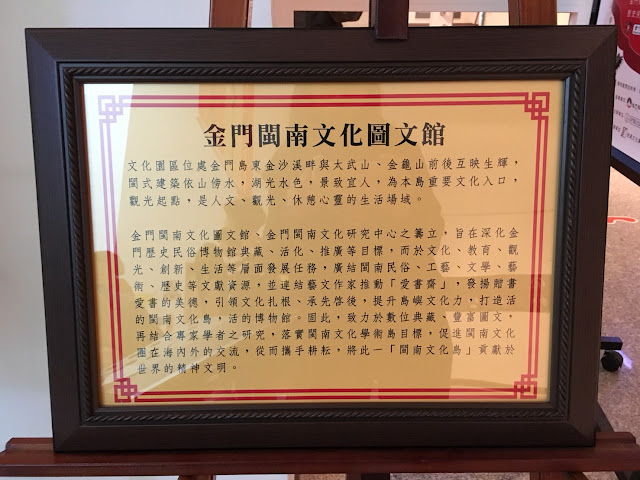 金門閩南文化圖文館
文化園區位處金門島東金沙溪畔與太武山、金龜山前後互映生輝，
閩式建築依山傍水，湖光水色，景致宜人，為本島重要文化入口，
觀光起點，是人文、觀光、休憩心靈的生活場域。
金門閩南文化圖文館、金門閩南文化研究中心之籌立，旨在深化金
門歷史民俗博物館典藏、活化、推廣等目標，而於文化、教育、觀
光、創新、生活等層面發展任務，廣結閩南民俗、工藝、文學、藝
術、歷史等文獻資源，並連結藝文作家推動「愛書齋」，發揚贈書
愛書的美德，引領文化扎根、承先啓後，提升島嶼文化力，打造活
的閩南文化島，活的博物館。因此，致力於數位典藏、豐富圖文，
再結合專家學者之研究，落實閩南文化學術島目標，促進閩南文化
圈在海內外的交流，從而攜手耕耘，將此一「閩南文化島」貢獻於
世界的精神文明。